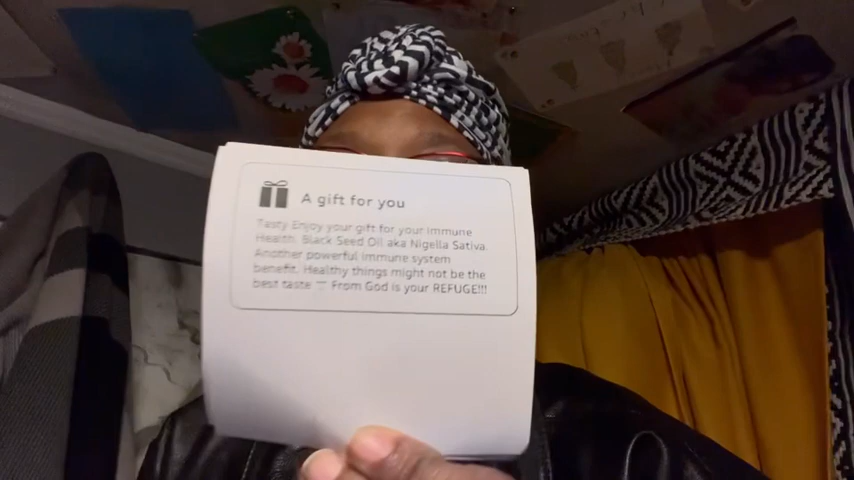 A gift for you
Tasty Enjoy your gift for your Immune
Health. Black Seed Oil aka Nigella Sativa.
Another powerful immune system
benefit. Healthy things might not be the
best taste From God is your REFUGE!!!